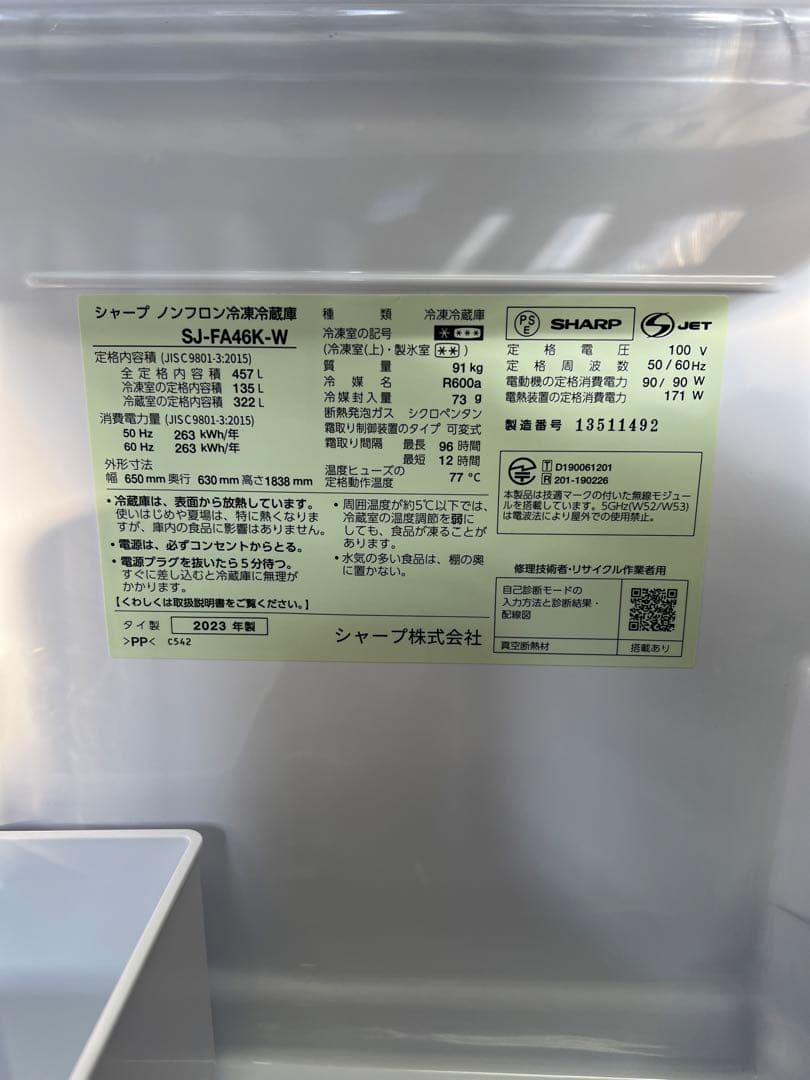 シャープ ノンフロン冷凍冷蔵庫
SJ-FA46K-W
定格内容積 (JIS C 9801-3:2015)
全定格内容積 457 L
冷凍室の定格内容積 135 L
冷蔵室の定格内容積 322 L
消費電力量 (JIS C 9801-3:2015)
50 Hz 263 kWh/年
60 Hz 263 kWh/年
外形寸法
幅 650 mm 奥行 630 mm 高さ 1838 mm
種類 冷凍冷蔵庫
冷凍室の記号 * ***
(冷凍室(上)・製氷室 ** )
質量 91 kg
冷媒名 R600a
冷媒封入量 73 g
断熱発泡ガス シクロペンタン
霜取り制御装置のタイプ 可変式
霜取り間隔 最長 96 時間
最短 12 時間
温度ヒューズの
定格動作温度 77 ℃
PS
E
SHARP
JET
定格電圧 100 V
定格周波数 50 / 60 Hz
電動機の定格消費電力 90 / 90 W
電熱装置の定格消費電力 171 W
製造番号 13511492
T D190061201
R 201-190226
本製品は技適マークの付いた無線モジュー
ルを搭載しています。5GHz(W52/W53)
は電波法により屋外での使用禁止。
・冷蔵庫は、表面から放熱しています。
使いはじめや夏場は、特に熱くなりま
すが、庫内の食品に影響はありません。
・電源は、必ずコンセントからとる。
・電源プラグを抜いたら5分待つ。
すぐに差し込むと冷蔵庫に無理が
かかります。
【くわしくは取扱説明書をご覧ください。】
・周囲温度が約5℃以下では、
冷蔵室の温度調節を弱に
しても、食品が凍ることが
あります。
・水気の多い食品は、棚の奥
に置かない。
修理技術者・リサイクル作業者用
自己診断モードの
入力方法と診断結果・
配線図
真空断熱材 搭載あり
タイ製 2023 年製
>PP< C542
シャープ株式会社